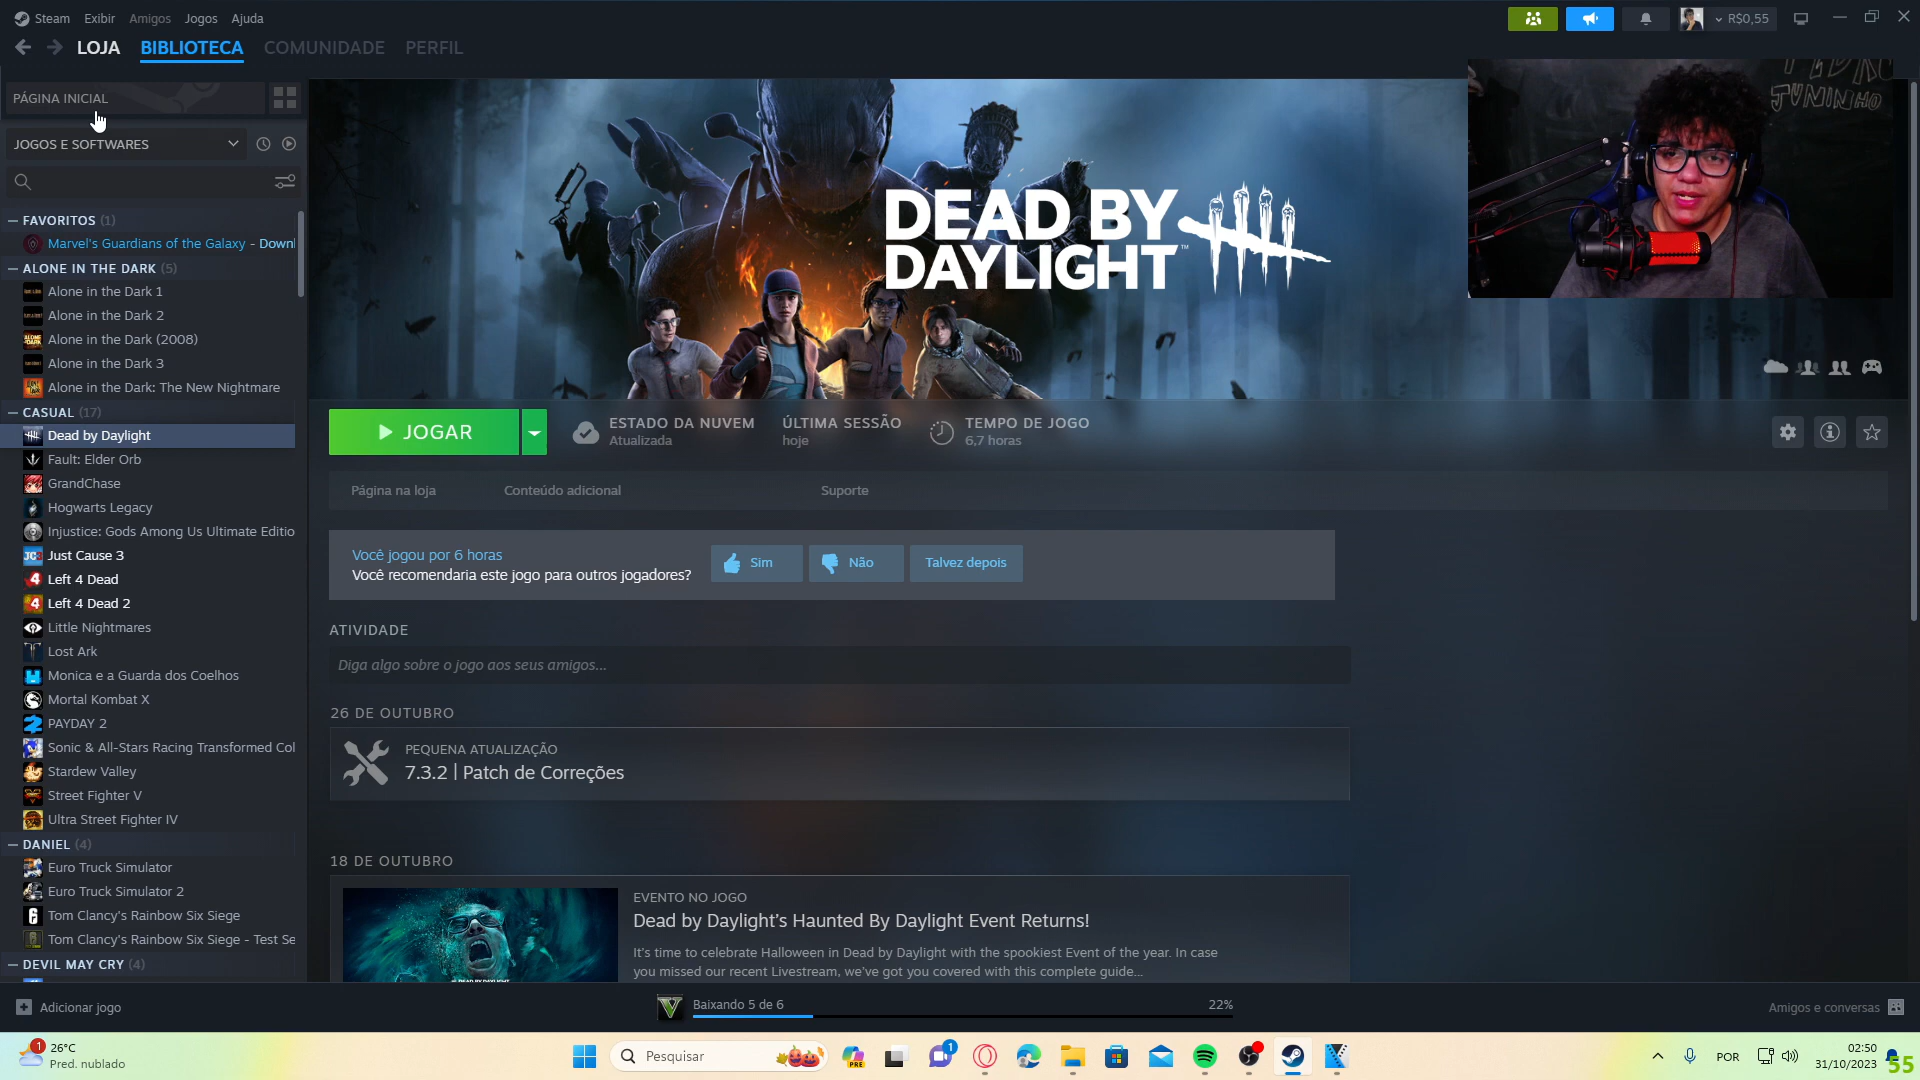 Steam Exibir Amigos Jogos Ajuda
R$0,55
LOJA BIBLIOTECA COMUNIDADE PERFIL
PEDRO
JUNINHO
PÁGINA INICIAL
JOGOS E SOFTWARES
FAVORITOS (1)
Marvel's Guardians of the Galaxy - Downl
ALONE IN THE DARK (5)
Alone in the Dark 1
Alone in the Dark 2
Alone in the Dark (2008)
Alone in the Dark 3
Alone in the Dark: The New Nightmare
CASUAL (17)
Dead by Daylight
Fault: Elder Orb
GrandChase
Hogwarts Legacy
Injustice: Gods Among Us Ultimate Editio
Just Cause 3
Left 4 Dead
Left 4 Dead 2
Little Nightmares
Lost Ark
Monica e a Guarda dos Coelhos
Mortal Kombat X
PAYDAY 2
Sonic & All-Stars Racing Transformed Col
Stardew Valley
Street Fighter V
Ultra Street Fighter IV
DANIEL (4)
Euro Truck Simulator
Euro Truck Simulator 2
Tom Clancy's Rainbow Six Siege
Tom Clancy's Rainbow Six Siege - Test Se
DEVIL MAY CRY (4)
DEAD BY
DAYLIGHT™
JOGAR
ESTADO DA NUVEM
Atualizada
ÚLTIMA SESSÃO
hoje
TEMPO DE JOGO
6,7 horas
Página na loja Conteúdo adicional Suporte
Você jogou por 6 horas
Você recomendaria este jogo para outros jogadores?
Sim Não Talvez depois
ATIVIDADE
Diga algo sobre o jogo aos seus amigos...
26 DE OUTUBRO
PEQUENA ATUALIZAÇÃO
7.3.2 | Patch de Correções
18 DE OUTUBRO
EVENTO NO JOGO
Dead by Daylight's Haunted By Daylight Event Returns!
It's time to celebrate Halloween in Dead by Daylight with the spookiest Event of the year. In case
you missed our recent Livestream, we've got you covered with this complete guide...
Adicionar jogo
Baixando 5 de 6 22%
Amigos e conversas
1
26°C
Pred. nublado
Pesquisar
PRE
1
POR
02:50
31/10/2023
55